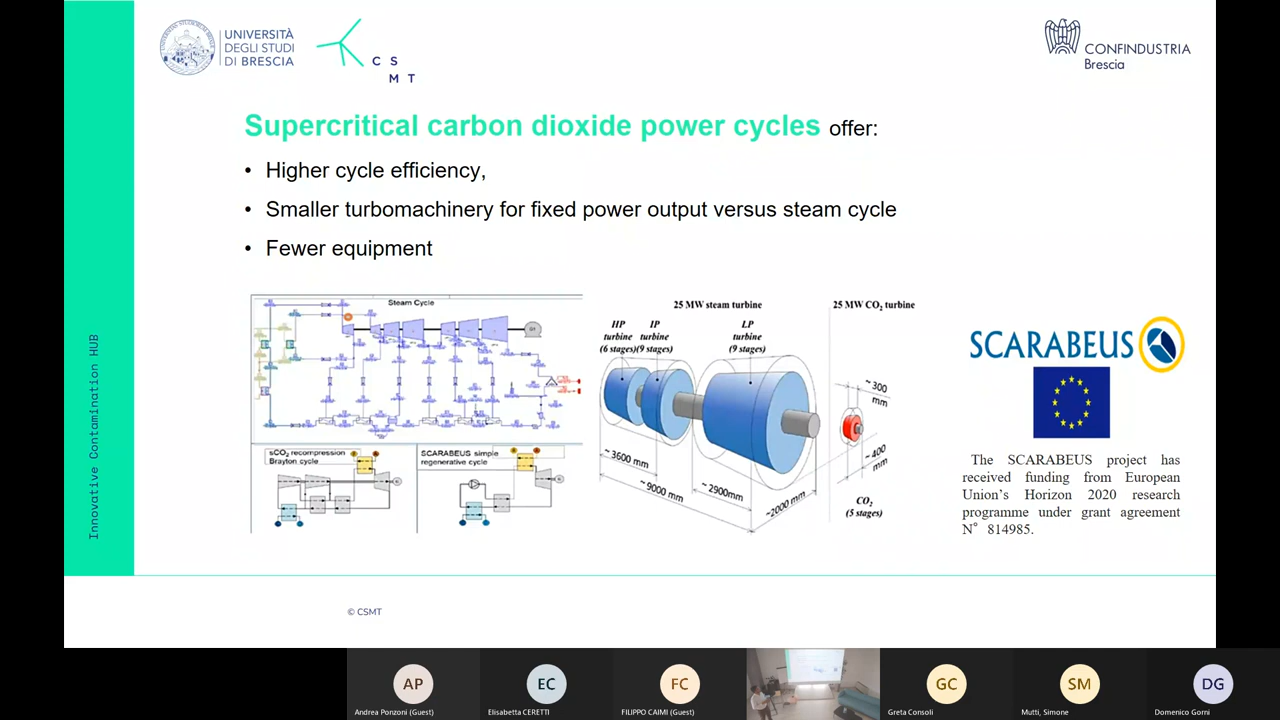 UNIVERSITÀ
DEGLI STUDI
DI BRESCIA
C S
M T
CONFINDUSTRIA
Brescia
Innovative Contamination HUB
Supercritical carbon dioxide power cycles offer:
• Higher cycle efficiency,
• Smaller turbomachinery for fixed power output versus steam cycle
• Fewer equipment
Steam Cycle
sCO2 recompression
Brayton cycle
SCARABEUS simple
regenerative cycle
25 MW steam turbine
25 MW CO2 turbine
HP
turbine
(6 stages)
IP
turbine
(9 stages)
LP
turbine
(9 stages)
~ 3600 mm
~ 9000 mm
~ 2900mm
~2000 mm
~ 300
mm
~ 400
mm
CO2
(5 stages)
SCARABEUS
The SCARABEUS project has
received funding from European
Union's Horizon 2020 research
programme under grant agreement
N° 814985.
© CSMT
AP
Andrea Ponzoni (Guest)
EC
Elisabetta CERETTI
FC
FILIPPO CAIMI (Guest)
GC
Greta Consoli
SM
Mutti, Simone
DG
Domenico Gorni